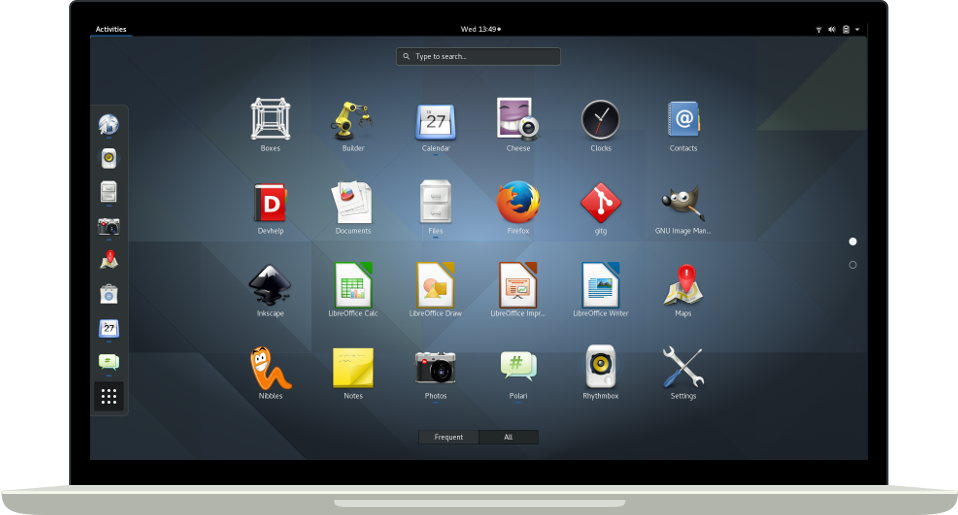 Activities
Wed 13:49
Type to search...
Boxes
Builder
27
Calendar
Cheese
Clocks
@
Contacts
D
Devhelp
Documents
Files
Firefox
gitg
GNU Image Man...
27
Inkscape
LibreOffice Calc
LibreOffice Draw
LibreOffice Impr...
LibreOffice Writer
Maps
#
Nibbles
Notes
Photos
Polari
Rhythmbox
Settings
Frequent
All